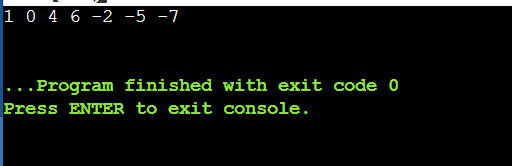 1 0 4 6 -2 -5 -7
...Program finished with exit code 0
Press ENTER to exit console.